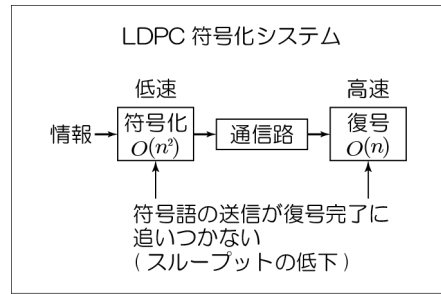 LDPC 符号化システム
低速
高速
情報
符号化
O(n²)
通信路
復号
O(n)
符号語の送信が復号完了に
追いつかない
(スループットの低下)